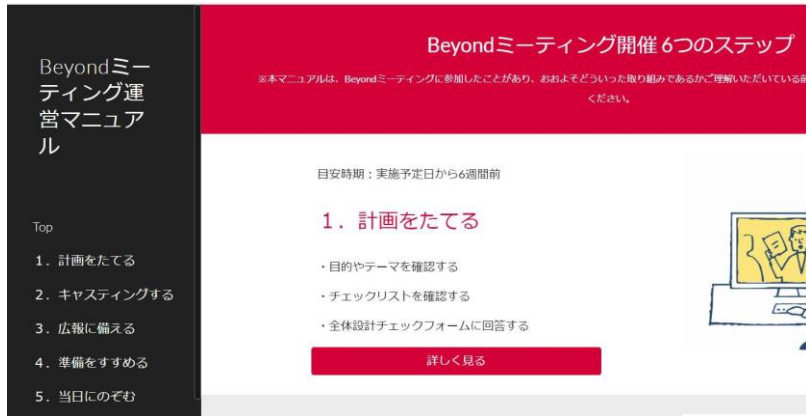 Beyondミー
ティング運
営マニュア
ル
Top
1．計画をたてる
2．キャスティングする
3．広報に備える
4．準備をすすめる
5．当日にのぞむ
Beyondミーティング開催 6つのステップ
※本マニュアルは、Beyondミーティングに参加したことがあり、おおよそどういった取り組みであるかご理解いただいている前
ください。
目安時期：実施予定日から6週間前
1．計画をたてる
・目的やテーマを確認する
・チェックリストを確認する
・全体設計チェックフォームに回答する
詳しく見る